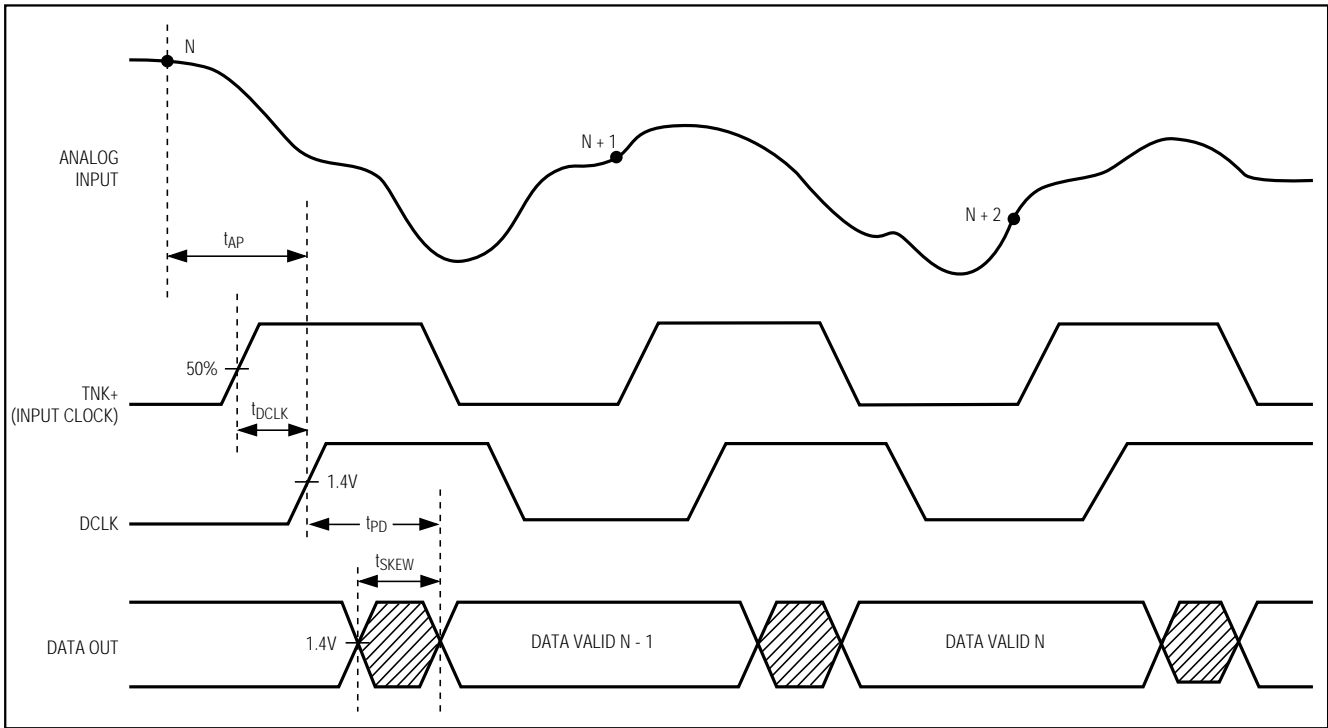 N
ANALOG
INPUT
N + 1
N + 2
tAP
50%
TNK+
(INPUT CLOCK)
tDCLK
1.4V
DCLK
tPD
tSKEW
DATA OUT
1.4V
DATA VALID N - 1
DATA VALID N